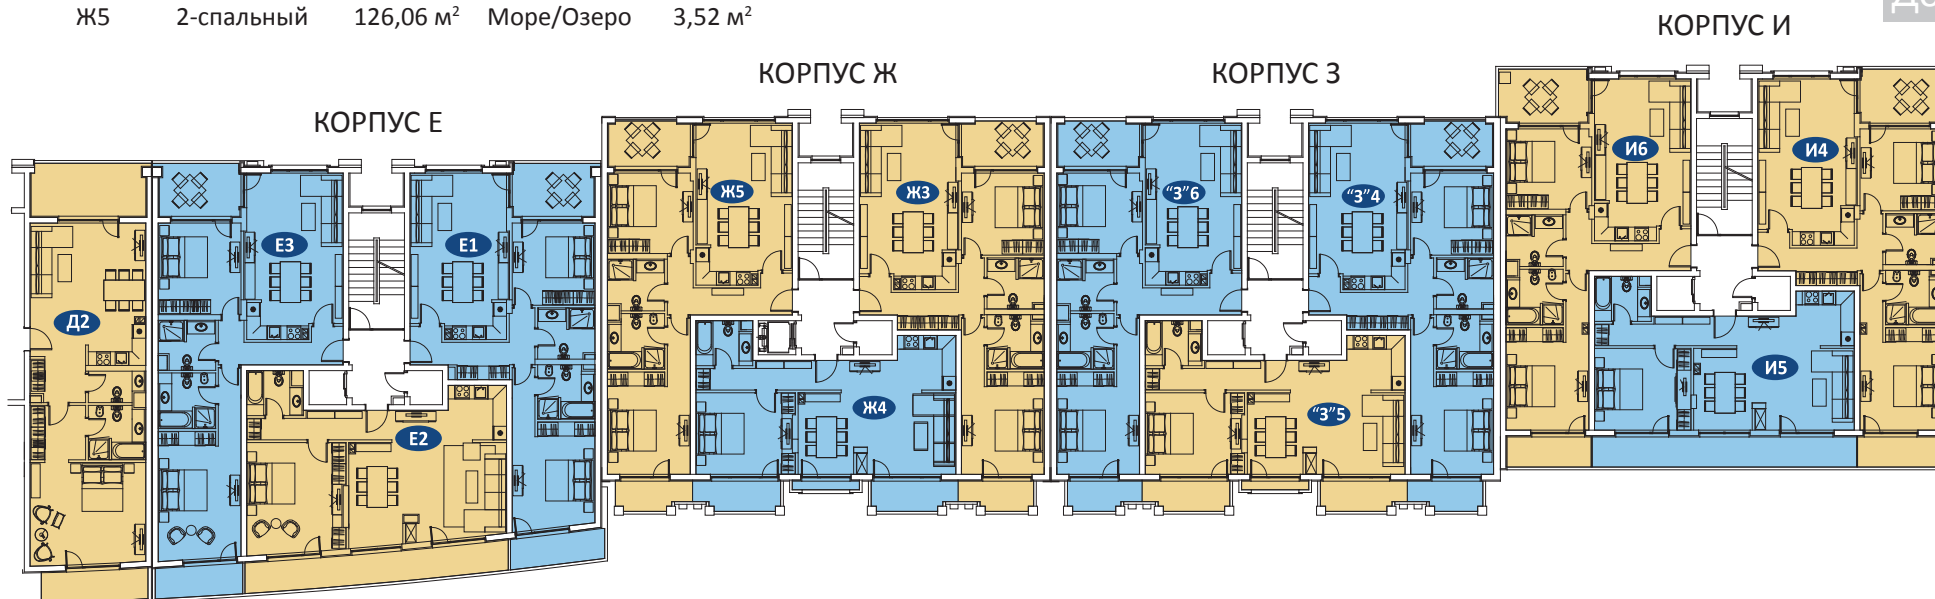 Ж5 2-спальный 126,06 м² Море/Озеро 3,52 м²
КОРПУС И
КОРПУС Ж
КОРПУС З
КОРПУС Е
И6
И4
Ж5
Ж3
"З"6
"З"4
Е3
Е1
Д2
И5
Ж4
"З"5
Е2